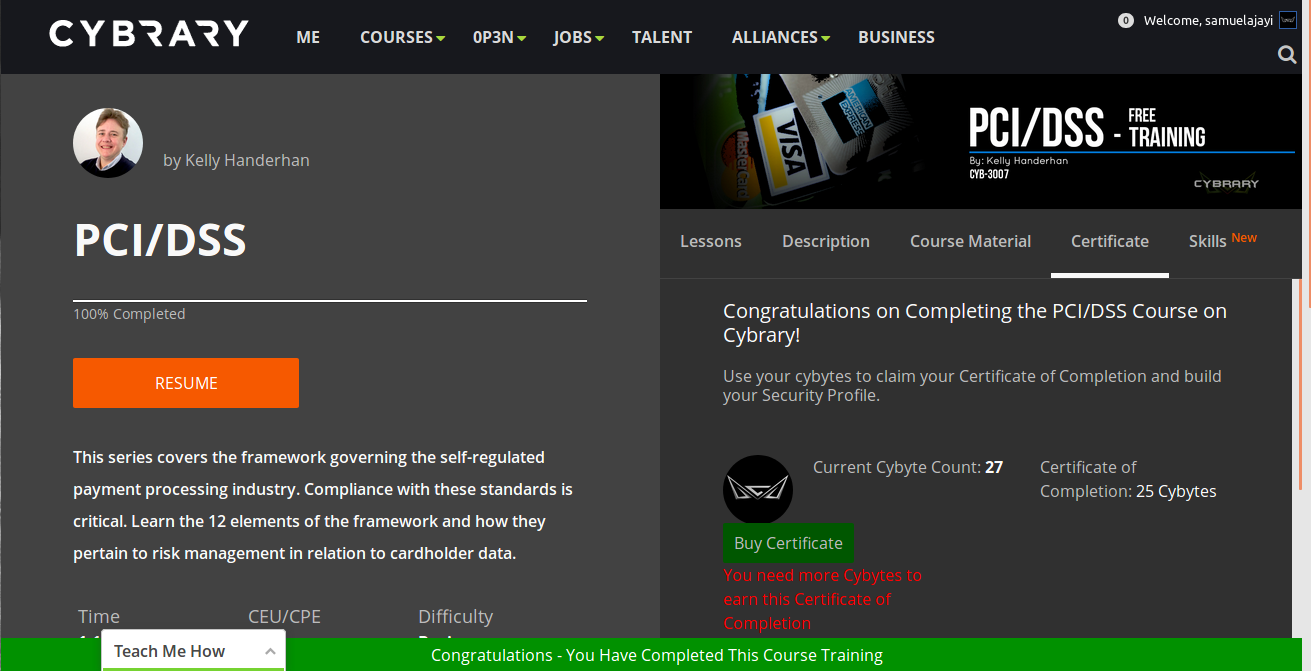 CYBRARY
ME
COURSES
0P3N
JOBS
TALENT
ALLIANCES
BUSINESS
0
Welcome, samuelajayi
by Kelly Handerhan
PCI/DSS
100% Completed
RESUME
This series covers the framework governing the self-regulated
payment processing industry. Compliance with these standards is
critical. Learn the 12 elements of the framework and how they
pertain to risk management in relation to cardholder data.
Time
CEU/CPE
Difficulty
Teach Me How
MasterCard
VISA
AMERICAN
EXPRESS
PCI/DSS - FREE
TRAINING
By: Kelly Handerhan
CYB-3007
CYBRARY
Lessons
Description
Course Material
Certificate
Skills New
Congratulations on Completing the PCI/DSS Course on
Cybrary!
Use your cybytes to claim your Certificate of Completion and build
your Security Profile.
Current Cybyte Count: 27
Certificate of
Completion: 25 Cybytes
Buy Certificate
You need more Cybytes to
earn this Certificate of
Completion
Congratulations - You Have Completed This Course Training